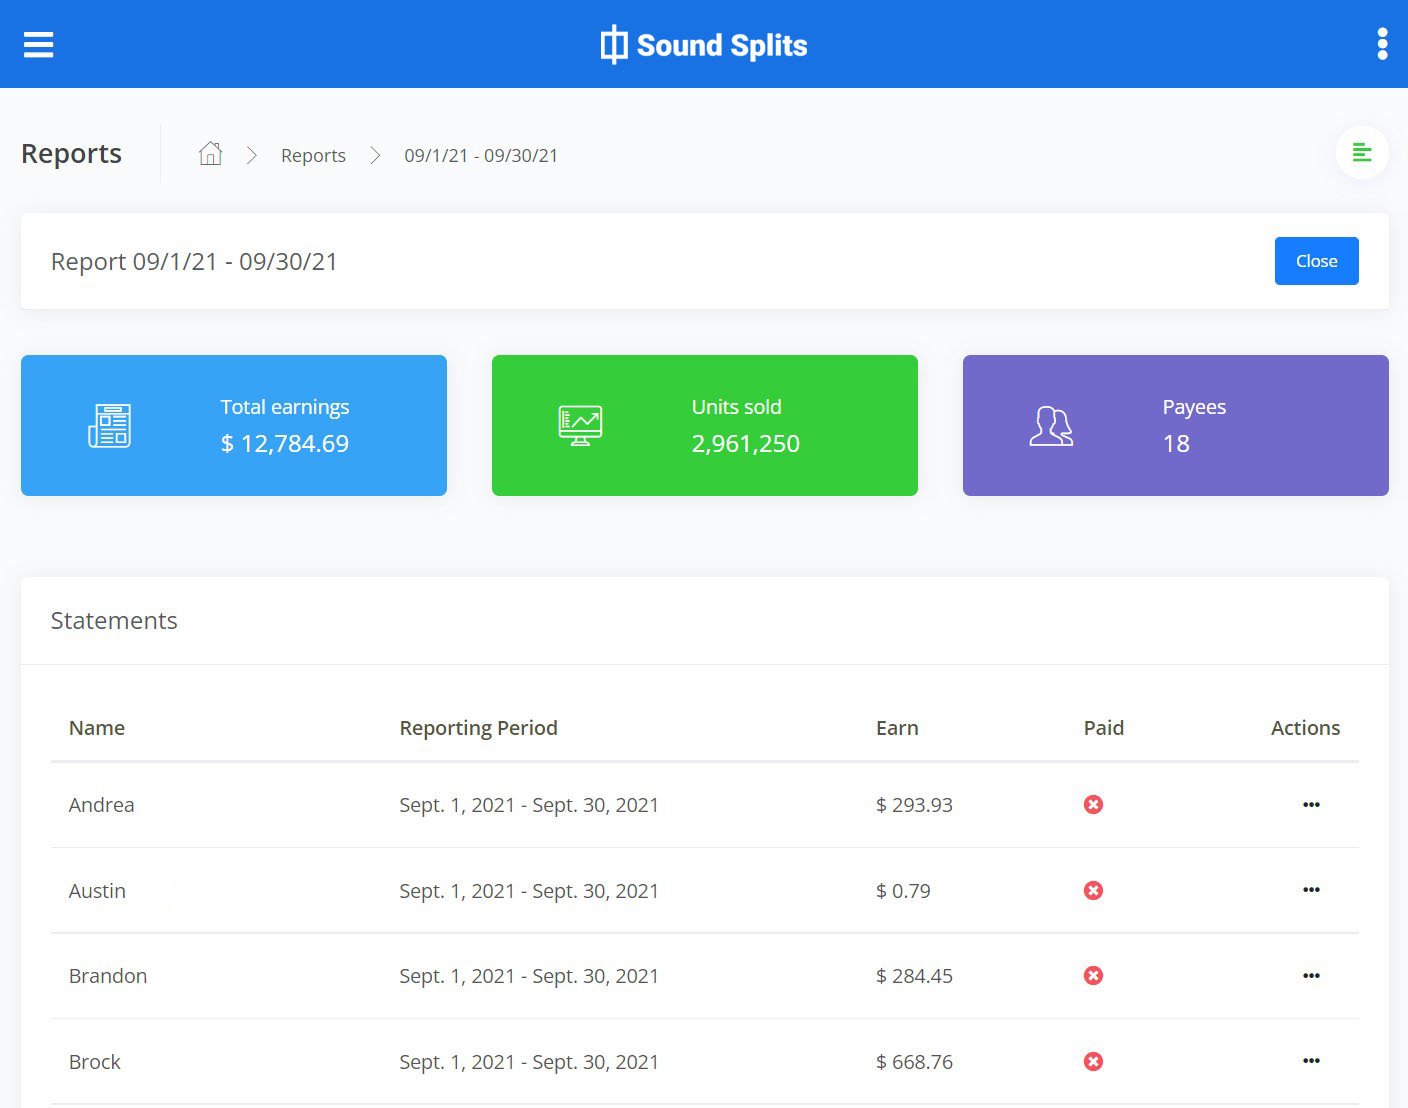 Sound Splits
Reports
Reports
09/1/21 - 09/30/21
Report 09/1/21 - 09/30/21
Close
Total earnings
$ 12,784.69
Units sold
2,961,250
Payees
18
Statements
Name Reporting Period Earn Paid Actions
Andrea Sept. 1, 2021 - Sept. 30, 2021 $ 293.93
Austin Sept. 1, 2021 - Sept. 30, 2021 $ 0.79
Brandon Sept. 1, 2021 - Sept. 30, 2021 $ 284.45
Brock Sept. 1, 2021 - Sept. 30, 2021 $ 668.76